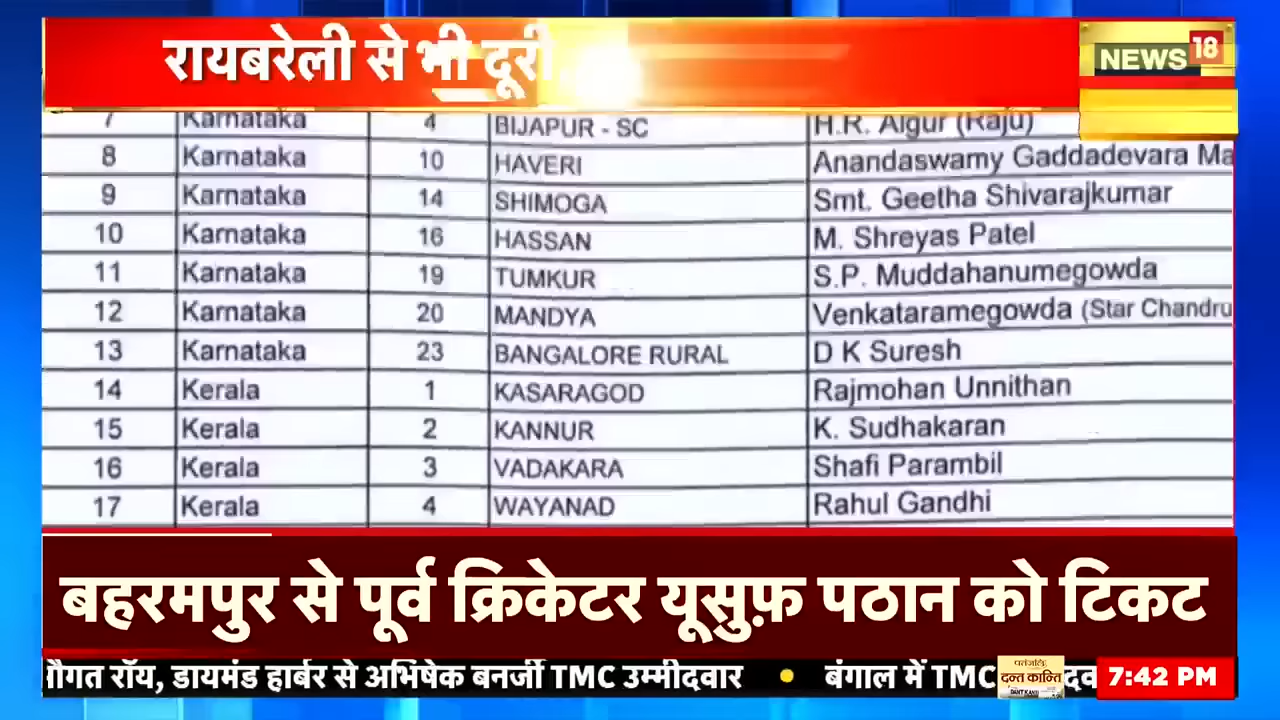 रायबरेली से भी दूरी
NEWS 18
7 Karnataka 4 BIJAPUR - SC H.R. Algur (Raju)
8 Karnataka 10 HAVERI Anandaswamy Gaddadevara Ma
9 Karnataka 14 SHIMOGA Smt. Geetha Shivarajkumar
10 Karnataka 16 HASSAN M. Shreyas Patel
11 Karnataka 19 TUMKUR S.P. Muddahanumegowda
12 Karnataka 20 MANDYA Venkataramegowda (Star Chandru
13 Karnataka 23 BANGALORE RURAL D K Suresh
14 Kerala 1 KASARAGOD Rajmohan Unnithan
15 Kerala 2 KANNUR K. Sudhakaran
16 Kerala 3 VADAKARA Shafi Parambil
17 Kerala 4 WAYANAD Rahul Gandhi
बहरमपुर से पूर्व क्रिकेटर यूसुफ़ पठान को टिकट
गत रॉय, डायमंड हार्बर से अभिषेक बनर्जी TMC उम्मीदवार • बंगाल में TMC
पतंजलि
दन्त कान्ति
7:42 PM